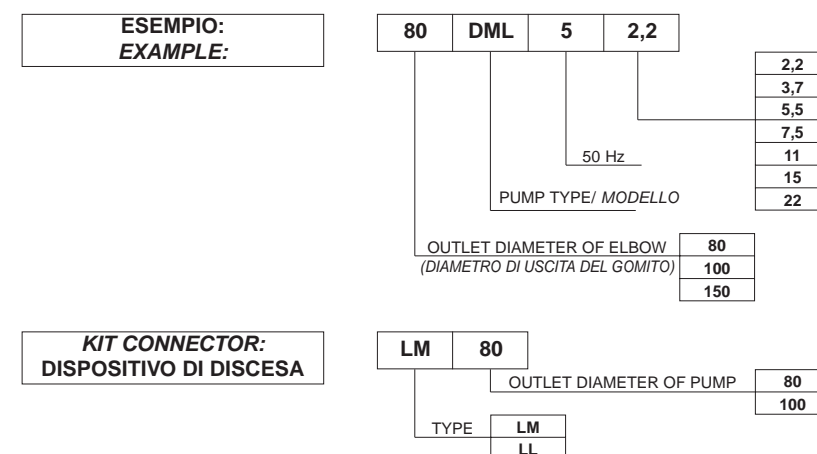 ESEMPIO:
EXAMPLE:
80 DML 5 2,2
2,2
3,7
5,5
7,5
11
15
22
50 Hz
PUMP TYPE/ MODELLO
OUTLET DIAMETER OF ELBOW
(DIAMETRO DI USCITA DEL GOMITO)
80
100
150
KIT CONNECTOR:
DISPOSITIVO DI DISCESA
LM 80
OUTLET DIAMETER OF PUMP
80
100
TYPE
LM
LL